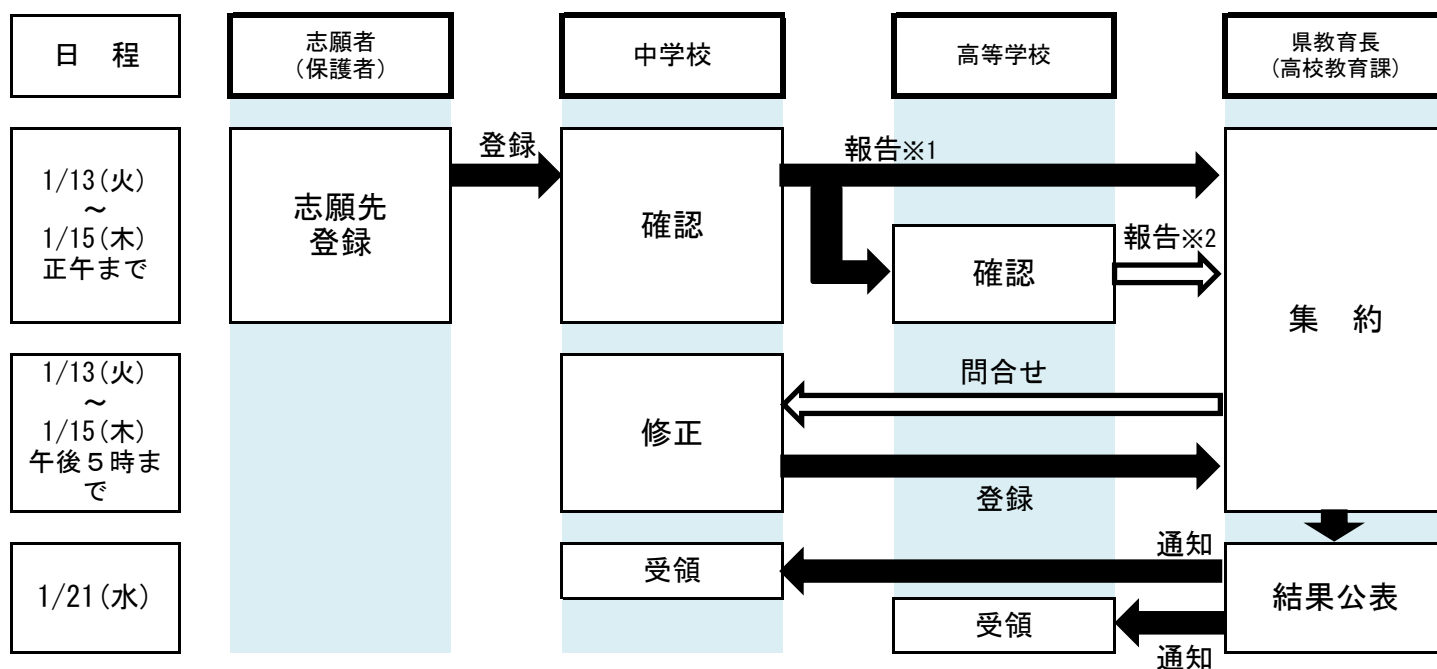 日　程
志願者
（保護者）
中学校
高等学校
県教育長
（高校教育課）
1/13（火）
～
1/15（木）
正午まで
志願先
登録
登録
確認
報告※1
確認
報告※2
集　約
1/13（火）
～
1/15（木）
午後５時ま
で
修正
問合せ
登録
1/21（水）
受領
通知
結果公表
受領
通知